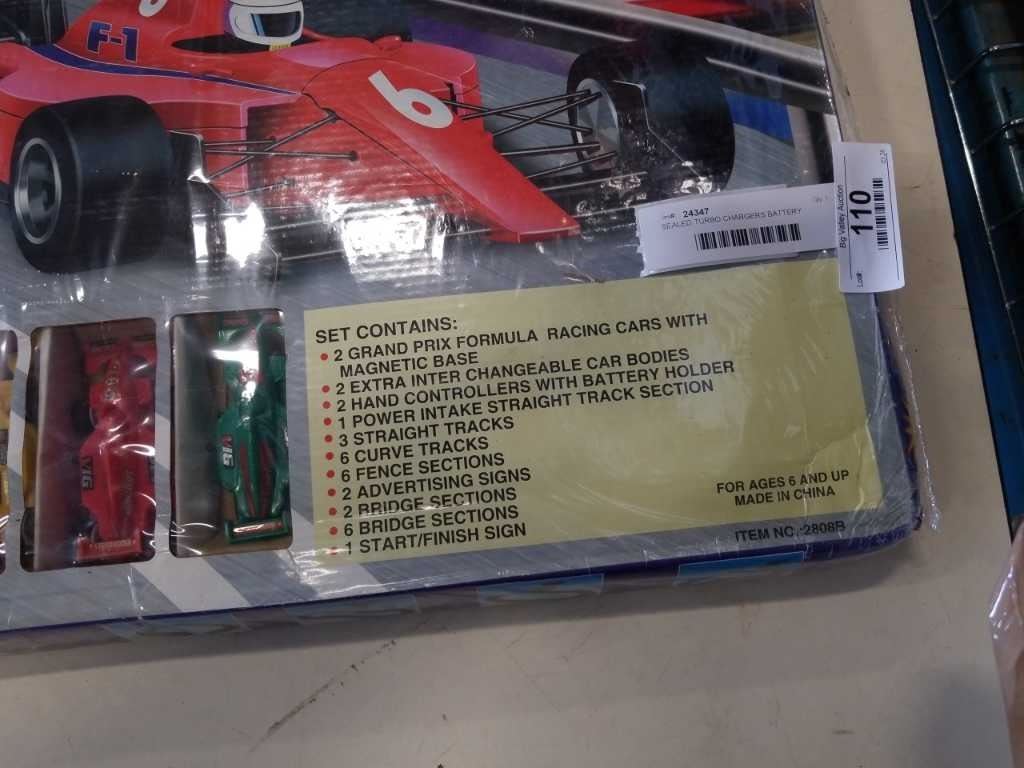 F-1
6
Item#: 24347
SEALED, TURBO CHARGERS BATTERY
Big Valley Auction
110
Lot#:
SET CONTAINS:
• 2 GRAND PRIX FORMULA RACING CARS WITH
MAGNETIC BASE
• 2 EXTRA INTER CHANGEABLE CAR BODIES
• 2 HAND CONTROLLERS WITH BATTERY HOLDER
• 1 POWER INTAKE STRAIGHT TRACK SECTION
• 3 STRAIGHT TRACKS
• 6 CURVE TRACKS
• 6 FENCE SECTIONS
• 2 ADVERTISING SIGNS
• 2 BRIDGE SECTIONS
• 6 BRIDGE SECTIONS
• 1 START/FINISH SIGN
FOR AGES 6 AND UP
MADE IN CHINA
ITEM NO.:2808B
VIG
VIG